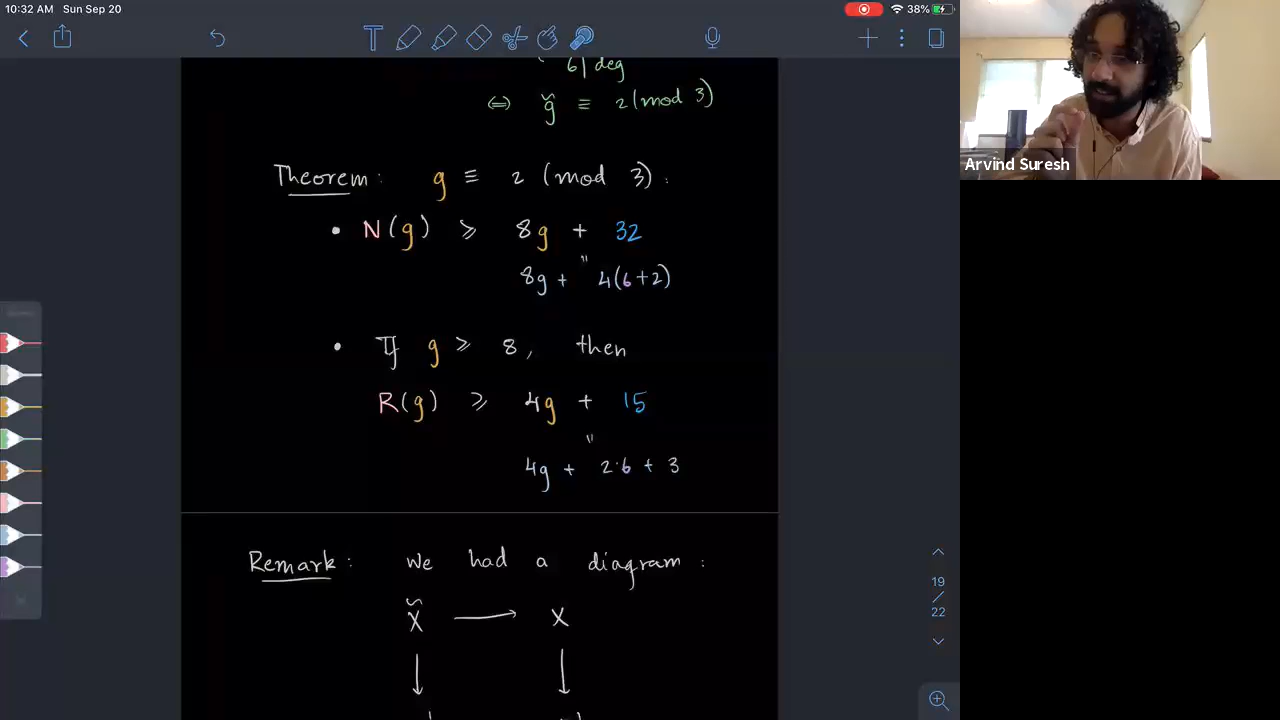 10:32 AM Sun Sep 20
38%
6 | deg
⇔ g̃ ≡ 2 (mod 3)
Arvind Suresh
Theorem: g ≡ 2 (mod 3).
• N(g) ≥ 8g + 32
"
8g + 4(6+2)
• If g ≥ 8, then
R(g) ≥ 4g + 15
"
4g + 2·6 + 3
Remark: we had a diagram:
X̃ → X
↓ ↓
19
/
22